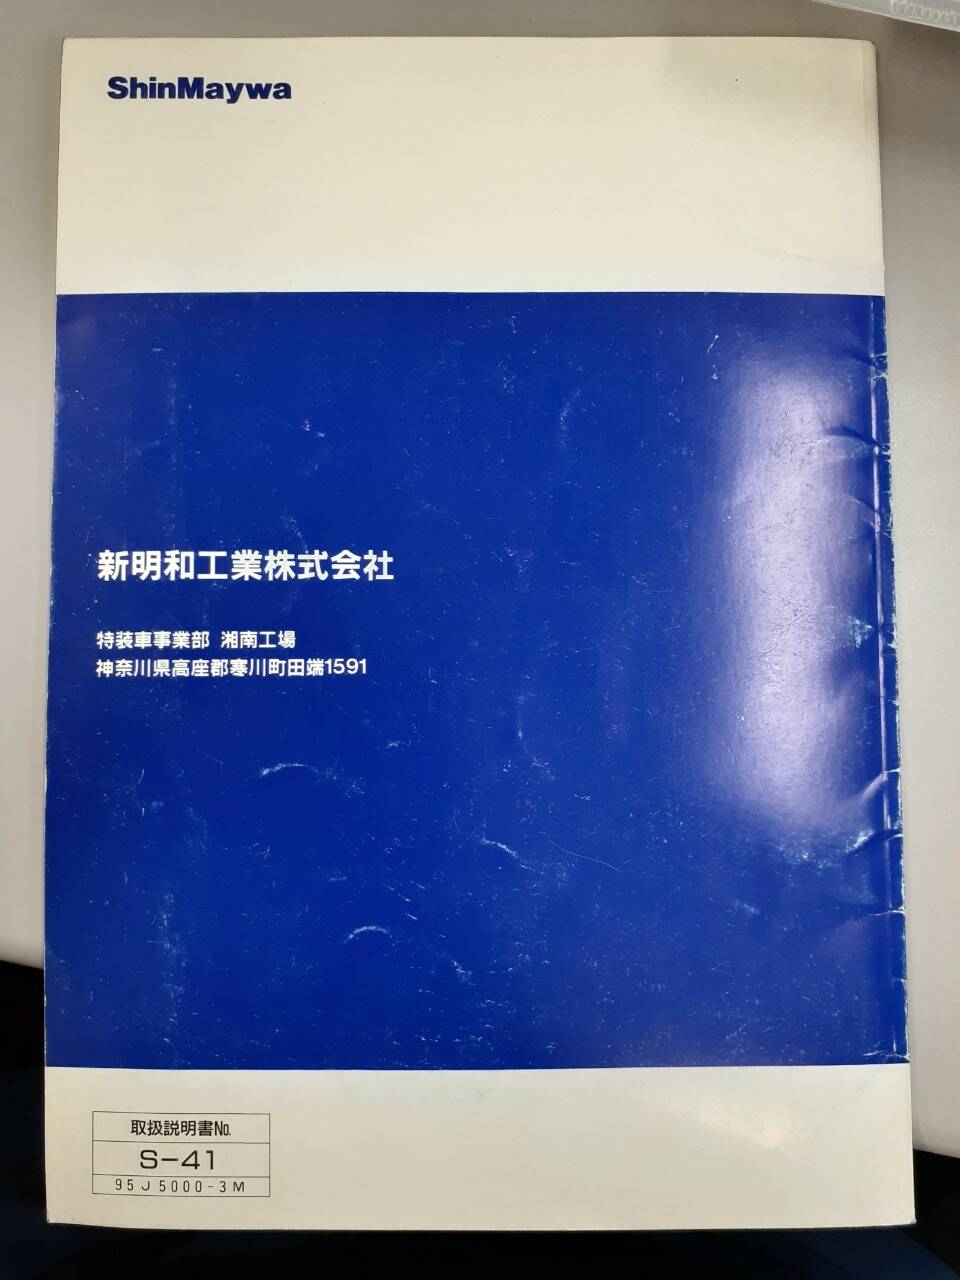 ShinMaywa
新明和工業株式会社
特装車事業部 湘南工場
神奈川県高座郡寒川町田端1591
取扱説明書No.
S-41
95J5000-3M